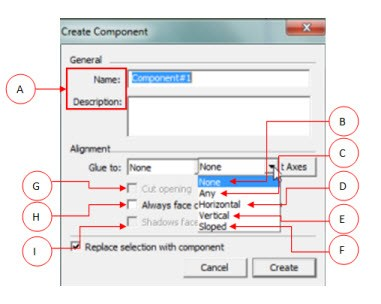 Create Component
General
Name: Component#1
Description:
Alignment
Glue to: None None t Axes
None
Cut opening
Any
Always face c
Horizontal
Vertical
Shadows face
Sloped
Replace selection with component
Cancel Create
A
B
C
D
E
F
G
H
I